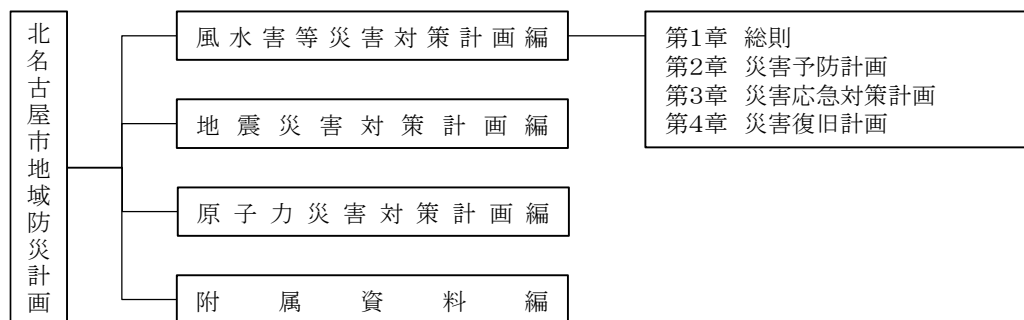 北名古屋市地域防災計画
風水害等災害対策計画編
地震災害対策計画編
原子力災害対策計画編
附属資料編
第1章 総則
第2章 災害予防計画
第3章 災害応急対策計画
第4章 災害復旧計画